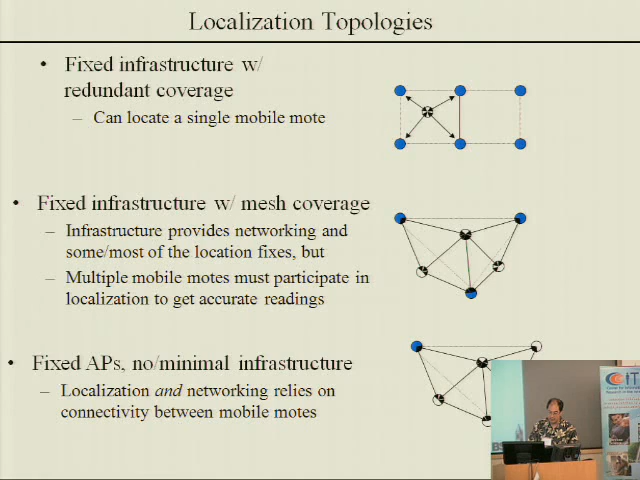 Localization Topologies
• Fixed infrastructure w/
redundant coverage
– Can locate a single mobile mote
• Fixed infrastructure w/ mesh coverage
– Infrastructure provides networking and
some/most of the location fixes, but
– Multiple mobile motes must participate in
localization to get accurate readings
• Fixed APs, no/minimal infrastructure
– Localization and networking relies on
connectivity between mobile motes